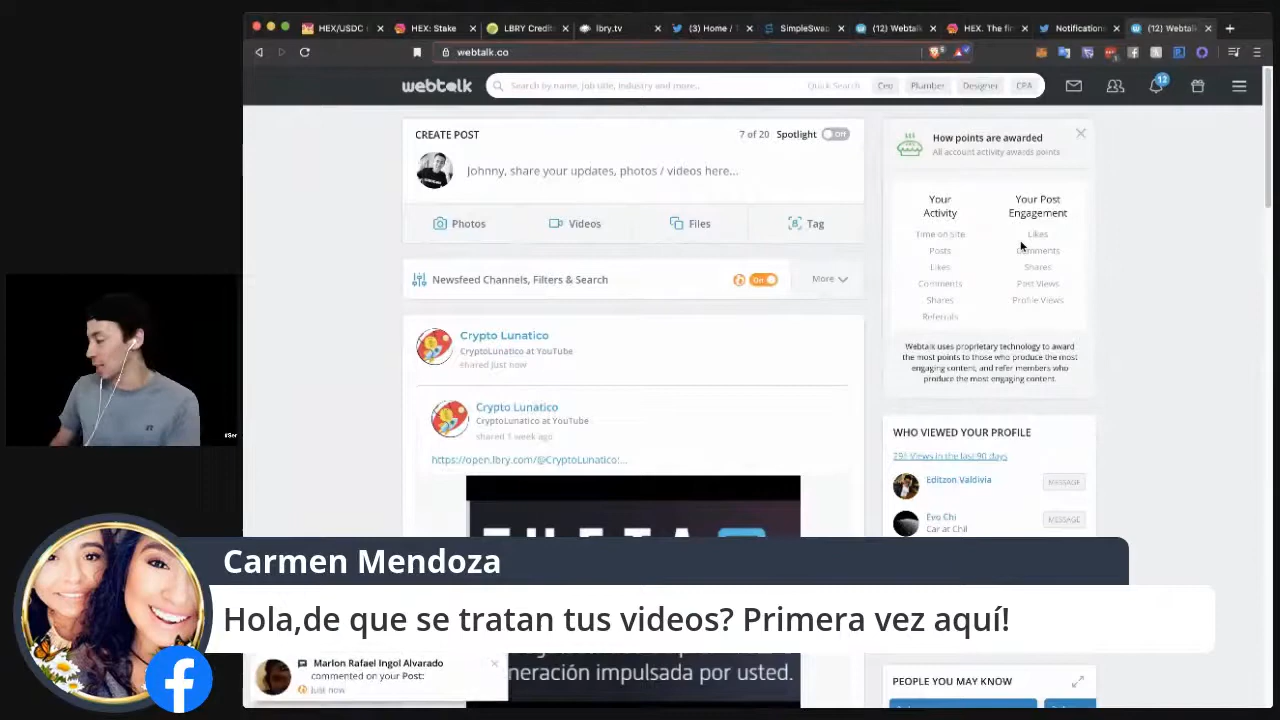 HEX/USDC
HEX: Stake
LBRY Credit
lbry.tv
(3) Home /
SimpleSwap
(12) Webtalk
HEX. The fir
Notification
(12) Webtalk
webtalk.co
webtalk
Search by name, job title, industry and more...
Quick Search
Ceo
Plumber
Designer
CPA
12
CREATE POST
7 of 20
Spotlight
Off
Johnny, share your updates, photos / videos here...
Photos
Videos
Files
Tag
Newsfeed Channels, Filters & Search
On
More
Crypto Lunatico
CryptoLunatico at YouTube
shared just now
Crypto Lunatico
CryptoLunatico at YouTube
shared 1 week ago
https://open.lbry.com/@CryptoLunatico:...
THETA
neración impulsada por usted.
How points are awarded
All account activity awards points
Your Activity
Your Post Engagement
Time on Site
Likes
Posts
Comments
Likes
Shares
Comments
Post Views
Shares
Profile Views
Referrals
Webtalk uses proprietary technology to award
the most points to those who produce the most
engaging content, and refer members who
produce the most engaging content.
WHO VIEWED YOUR PROFILE
Views in the last 90 days
Editzon Valdivia
MESSAGE
Evo Chi
Car at Chil
MESSAGE
Carmen Mendoza
Hola,de que se tratan tus videos? Primera vez aquí!
Marlon Rafael Ingol Alvarado
commented on your Post:
Just now
PEOPLE YOU MAY KNOW